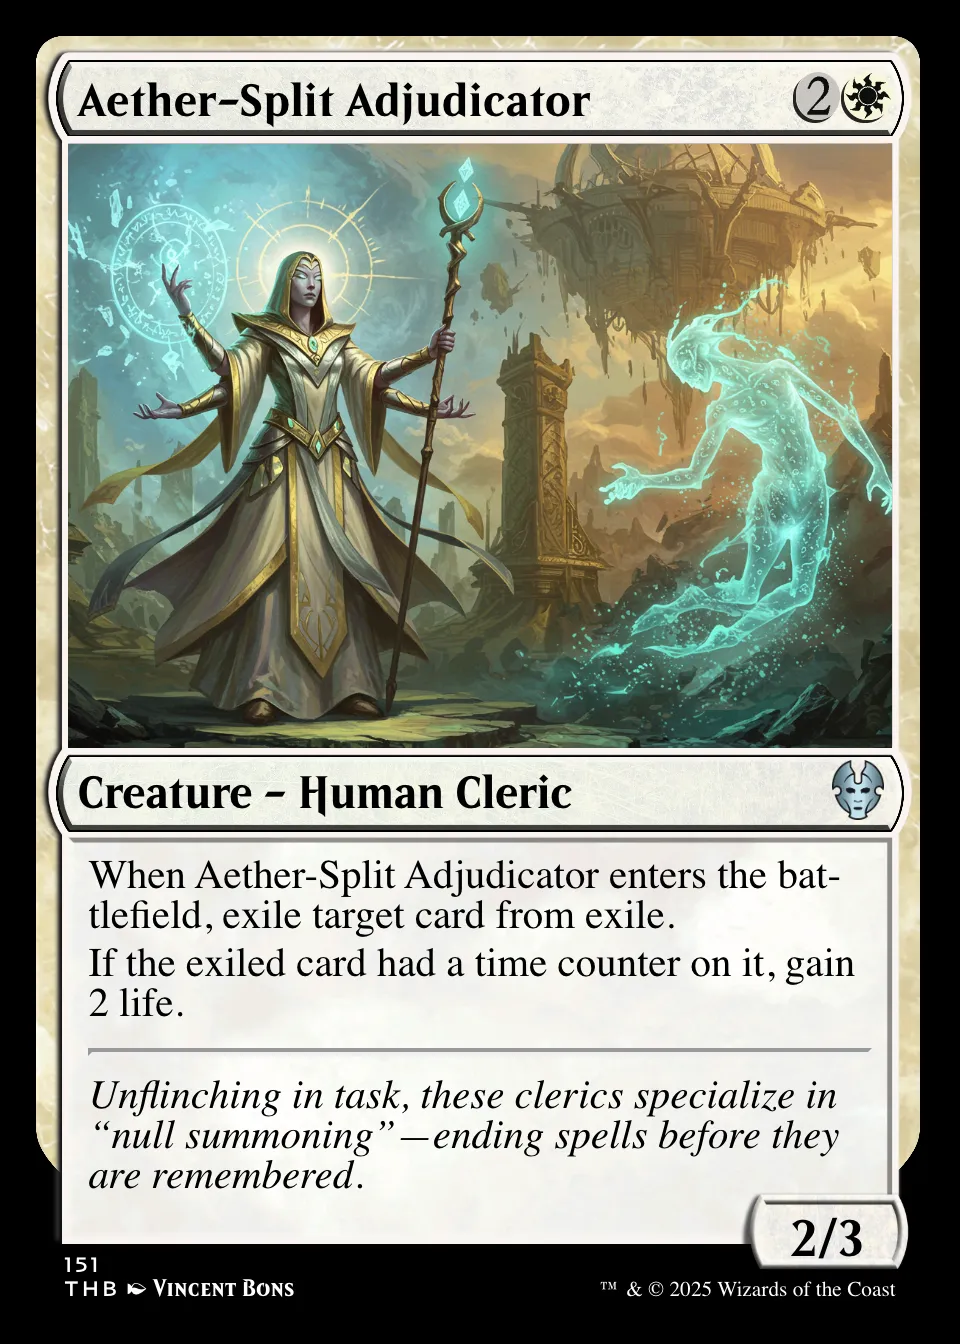 Aether-Split Adjudicator 2
Creature – Human Cleric
When Aether-Split Adjudicator enters the bat-
tlefield, exile target card from exile.
If the exiled card had a time counter on it, gain
2 life.
Unflinching in task, these clerics specialize in
“null summoning”—ending spells before they
are remembered.
2/3
151
THB Vincent Bons
™ & © 2025 Wizards of the Coast